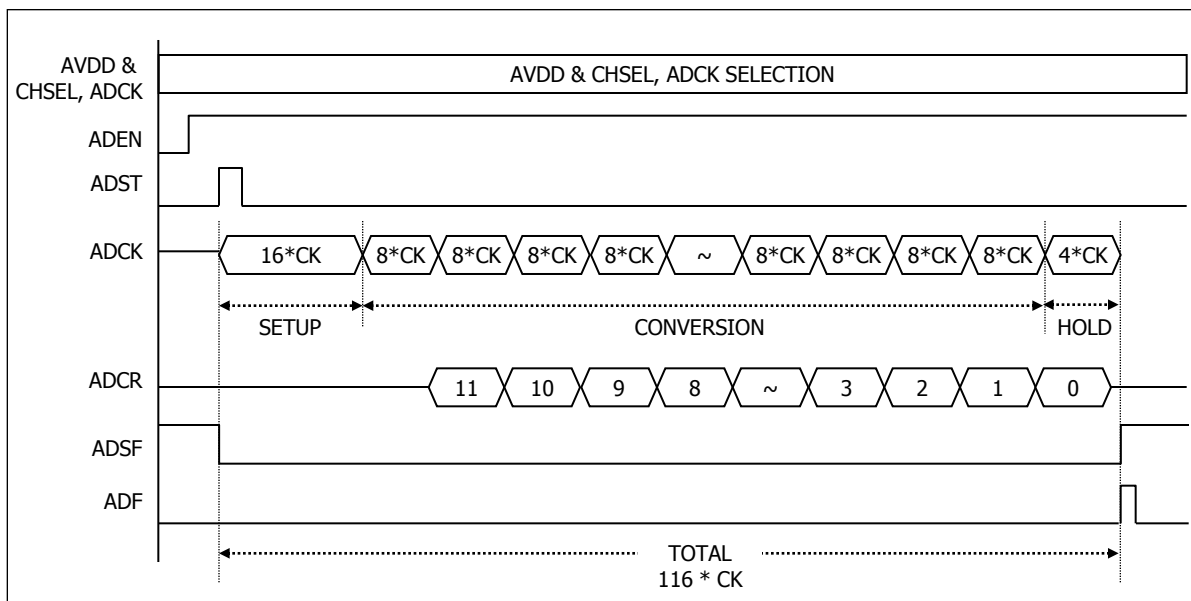 AVDD &
CHSEL, ADCK
AVDD & CHSEL, ADCK SELECTION
ADEN
ADST
ADCK
16*CK 8*CK 8*CK 8*CK 8*CK ~ 8*CK 8*CK 8*CK 8*CK 4*CK
SETUP CONVERSION HOLD
ADCR 11 10 9 8 ~ 3 2 1 0
ADSF
ADF
TOTAL
116 * CK